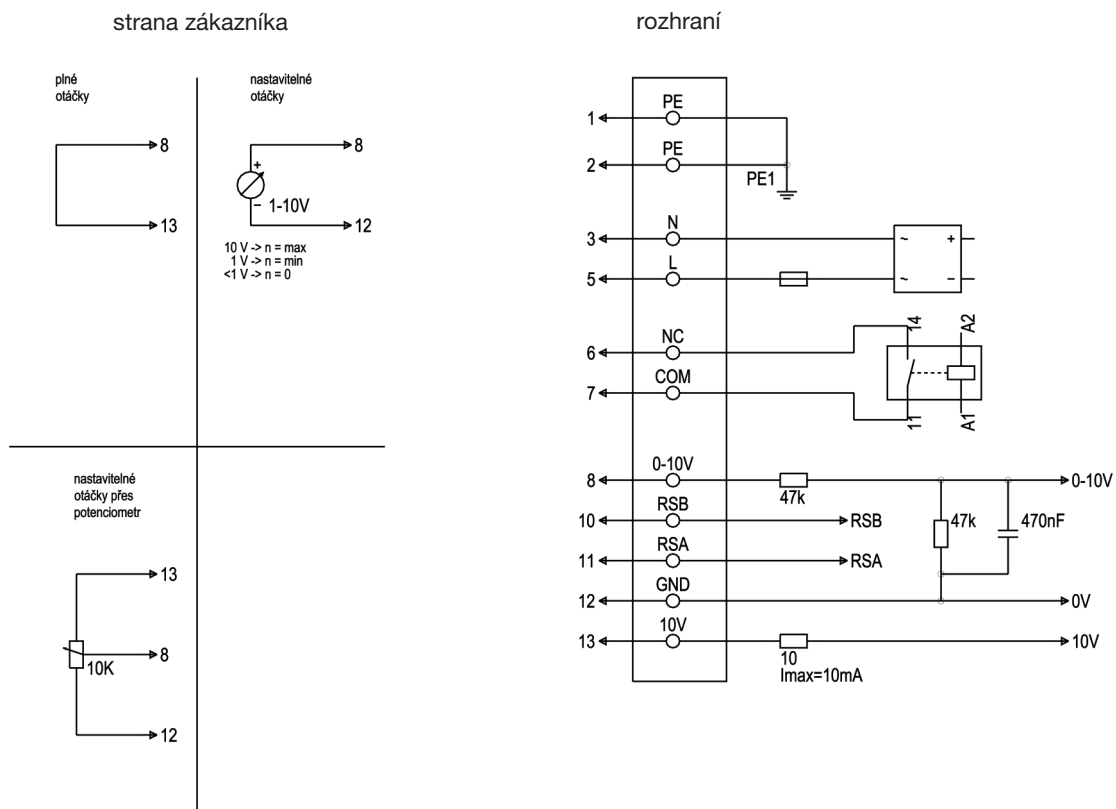 strana zákazníka
plné
otáčky
8
13
nastavitelné
otáčky
8
+
−
1-10V
12
10 V -> n = max
1 V -> n = min
<1 V -> n = 0
nastavitelné
otáčky přes
potenciometr
13
10K
8
12
rozhraní
1
PE
2
PE
PE1
3
N
~
+
5
L
~
−
6
NC
14
A2
7
COM
11
A1
8
0-10V
47k
0-10V
10
RSB
RSB
47k
470nF
11
RSA
RSA
12
GND
0V
13
10V
10
Imax=10mA
10V